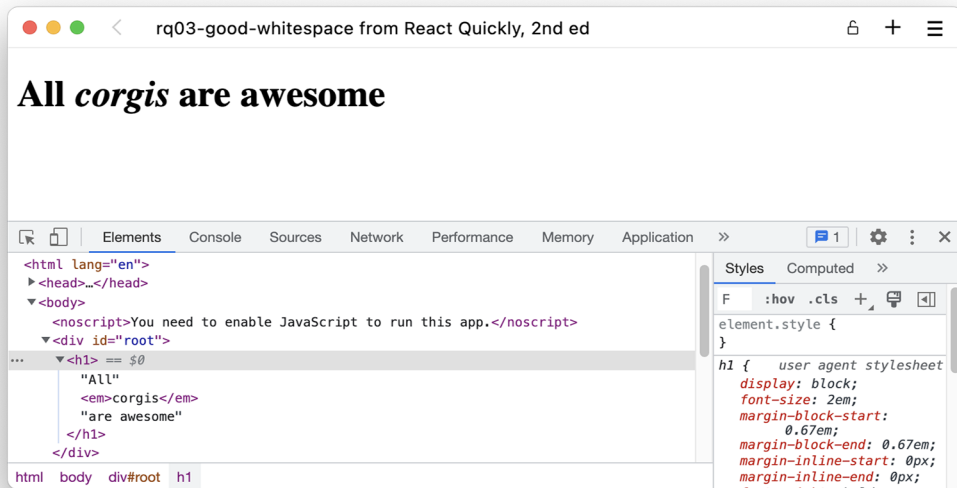 rq03-good-whitespace from React Quickly, 2nd ed
All corgis are awesome
Elements Console Sources Network Performance Memory Application » 1
<html lang="en">
<head>…</head>
<body>
<noscript>You need to enable JavaScript to run this app.</noscript>
<div id="root">
<h1> == $0
"All"
<em>corgis</em>
"are awesome"
</h1>
</div>
html body div#root h1
Styles Computed »
F :hov .cls
element.style {
}
h1 { user agent stylesheet
display: block;
font-size: 2em;
margin-block-start:
0.67em;
margin-block-end: 0.67em;
margin-inline-start: 0px;
margin-inline-end: 0px;